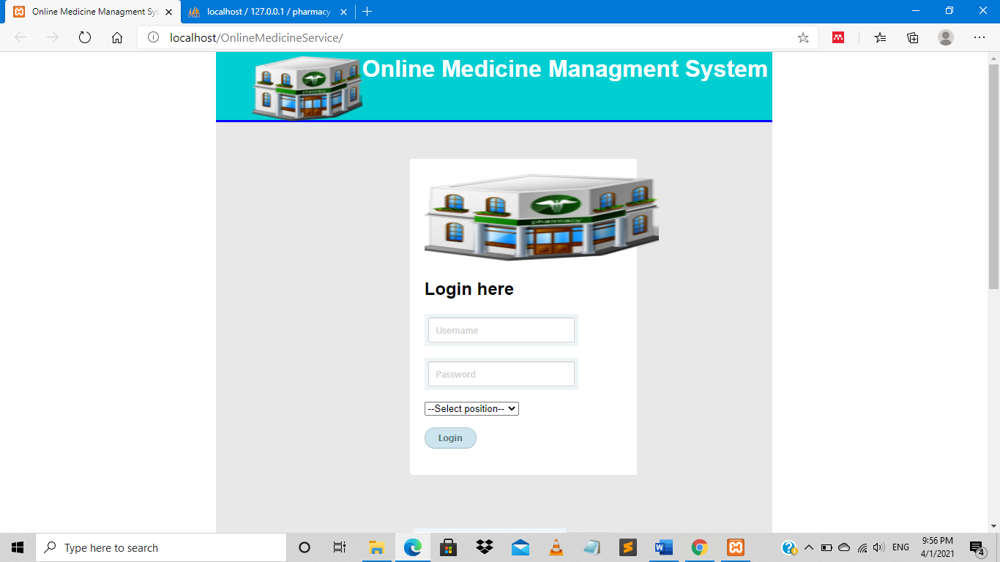 Online Medicine Managment Sys
localhost / 127.0.0.1 / pharmacy
localhost/OnlineMedicineService/
pharmacy
Online Medicine Managment System
pharmacy
Login here
Username
Password
--Select position--
Login
Type here to search
W
ENG
9:56 PM
4/1/2021
4